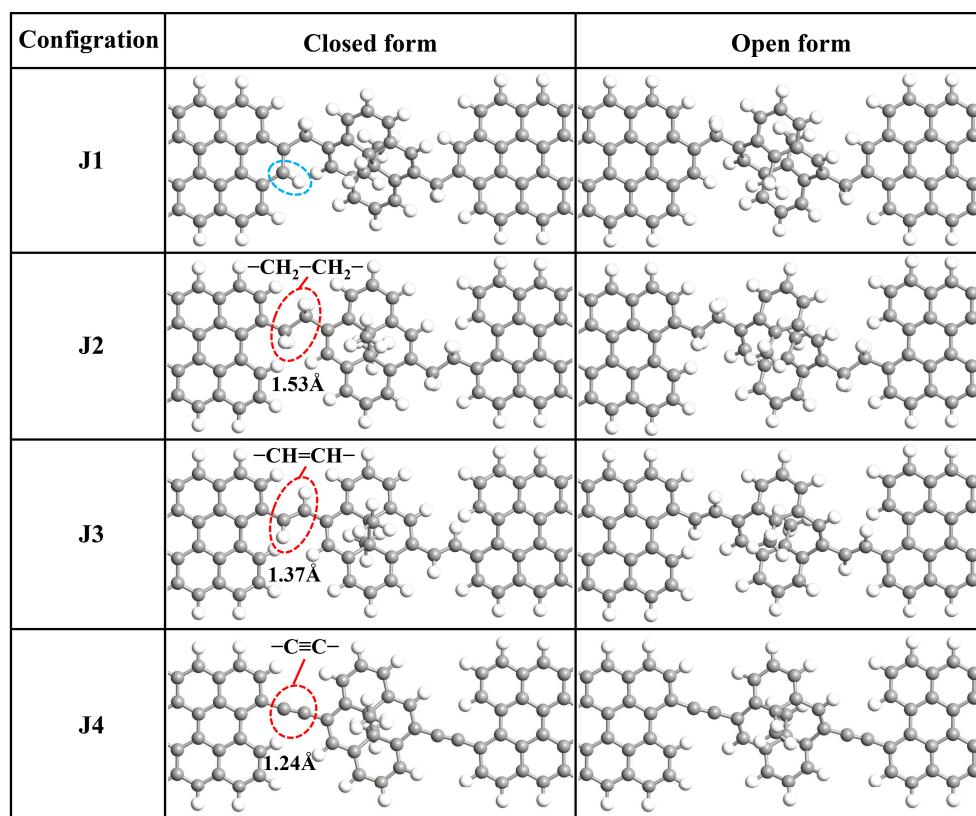 Configration
Closed form
Open form
J1
−CH₂−CH₂−
J2
1.53Å
−CH=CH−
J3
1.37Å
−C≡C−
J4
1.24Å